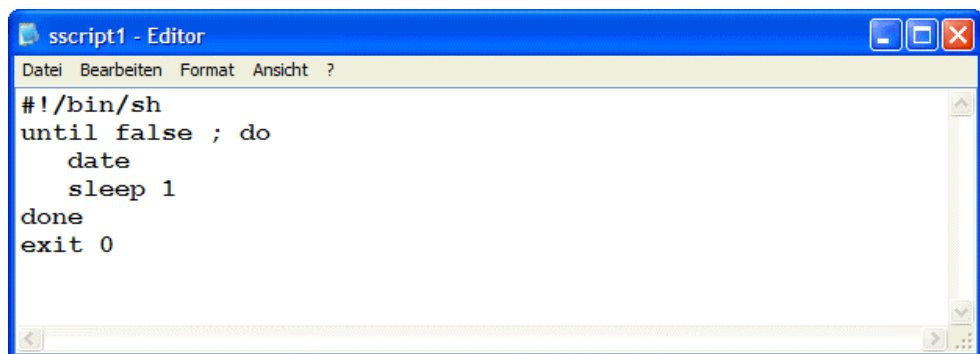 sscript1 - Editor
Datei Bearbeiten Format Ansicht ?
#!/bin/sh
until false ; do
   date
   sleep 1
done
exit 0